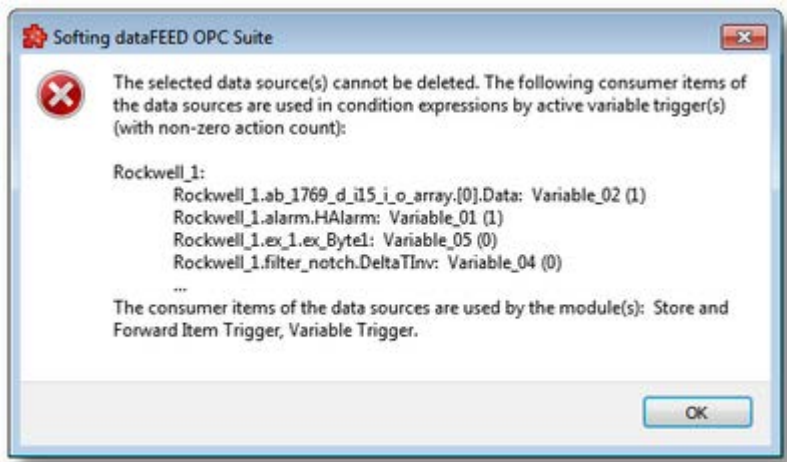 Softing dataFEED OPC Suite
The selected data source(s) cannot be deleted. The following consumer items of
the data sources are used in condition expressions by active variable trigger(s)
(with non-zero action count):
Rockwell_1:
Rockwell_1.ab_1769_d_i15_i_o_array.[0].Data: Variable_02 (1)
Rockwell_1.alarm.HAlarm: Variable_01 (1)
Rockwell_1.ex_1.ex_Byte1: Variable_05 (0)
Rockwell_1.filter_notch.DeltaTInv: Variable_04 (0)
...
The consumer items of the data sources are used by the module(s): Store and
Forward Item Trigger, Variable Trigger.
OK